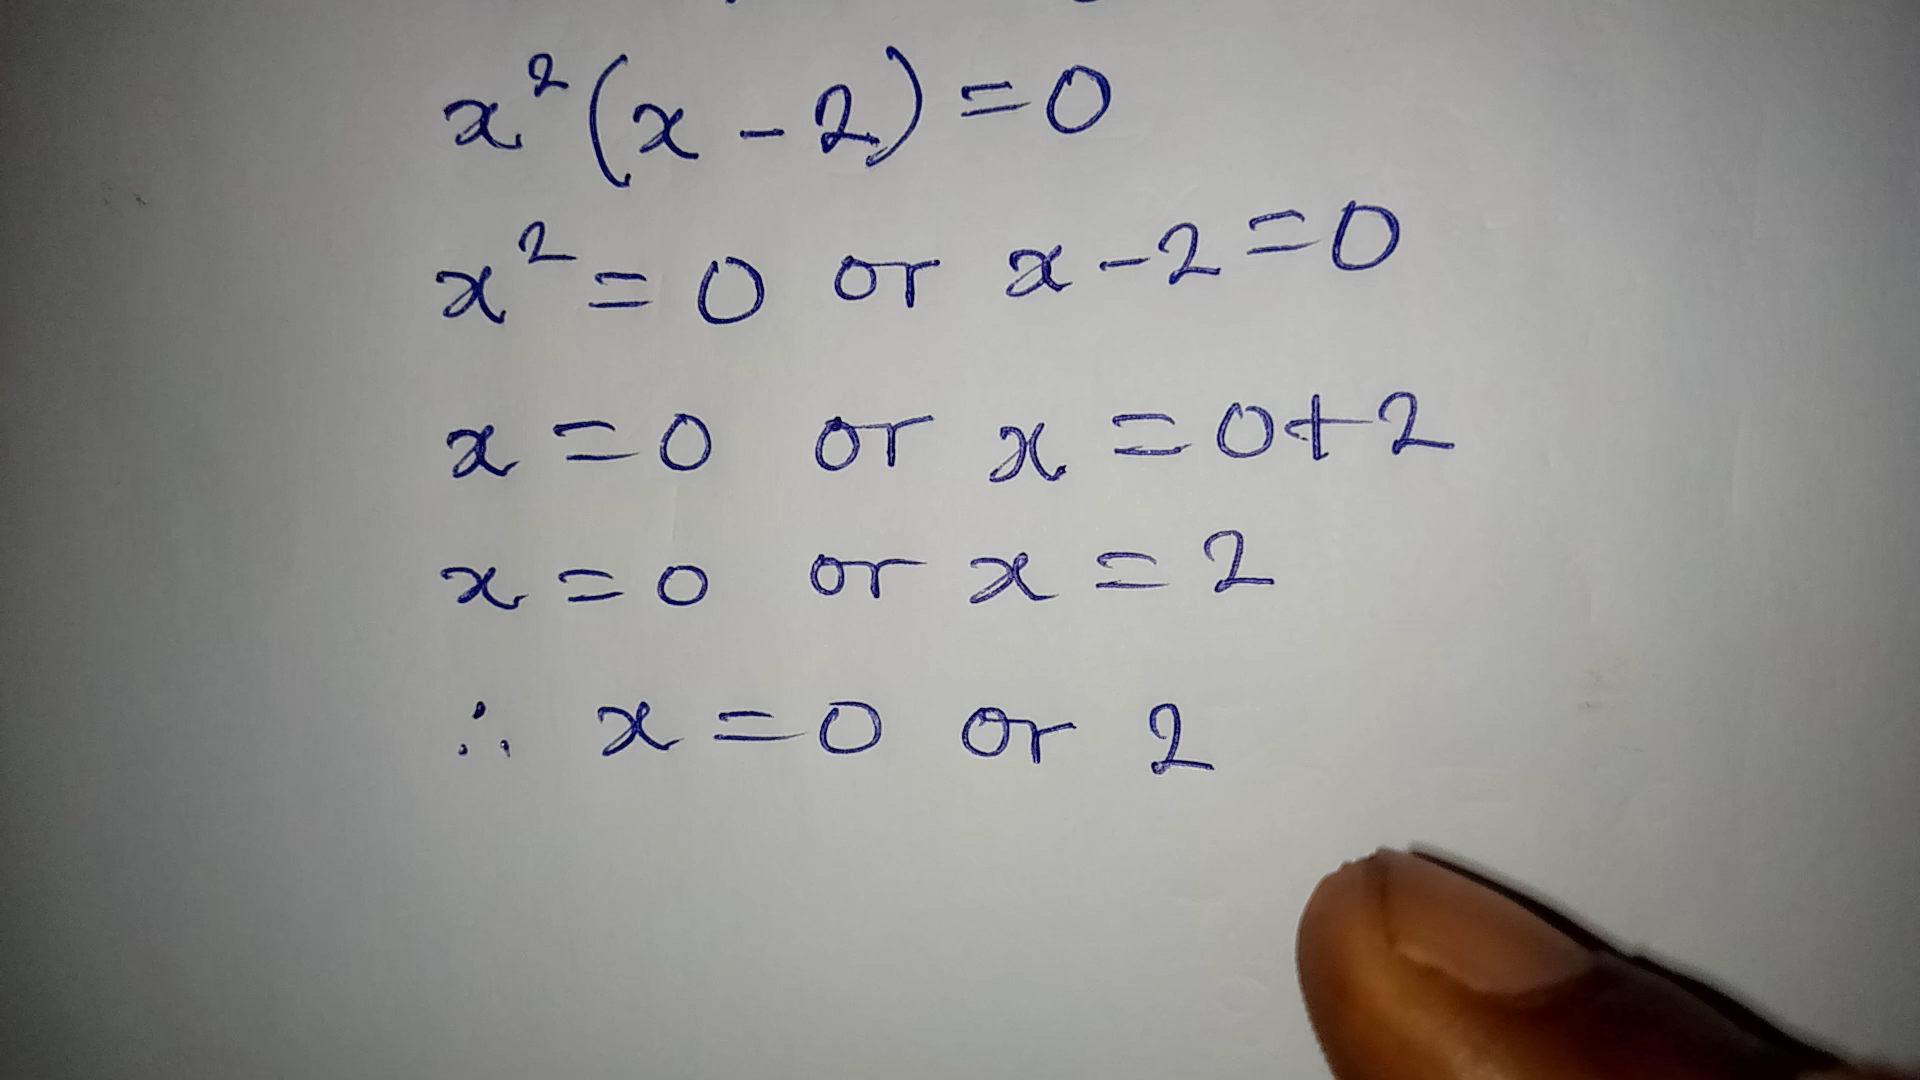 x²(x - 2) = 0
x² = 0 or x - 2 = 0
x = 0 or x = 0 + 2
x = 0 or x = 2
∴ x = 0 or 2